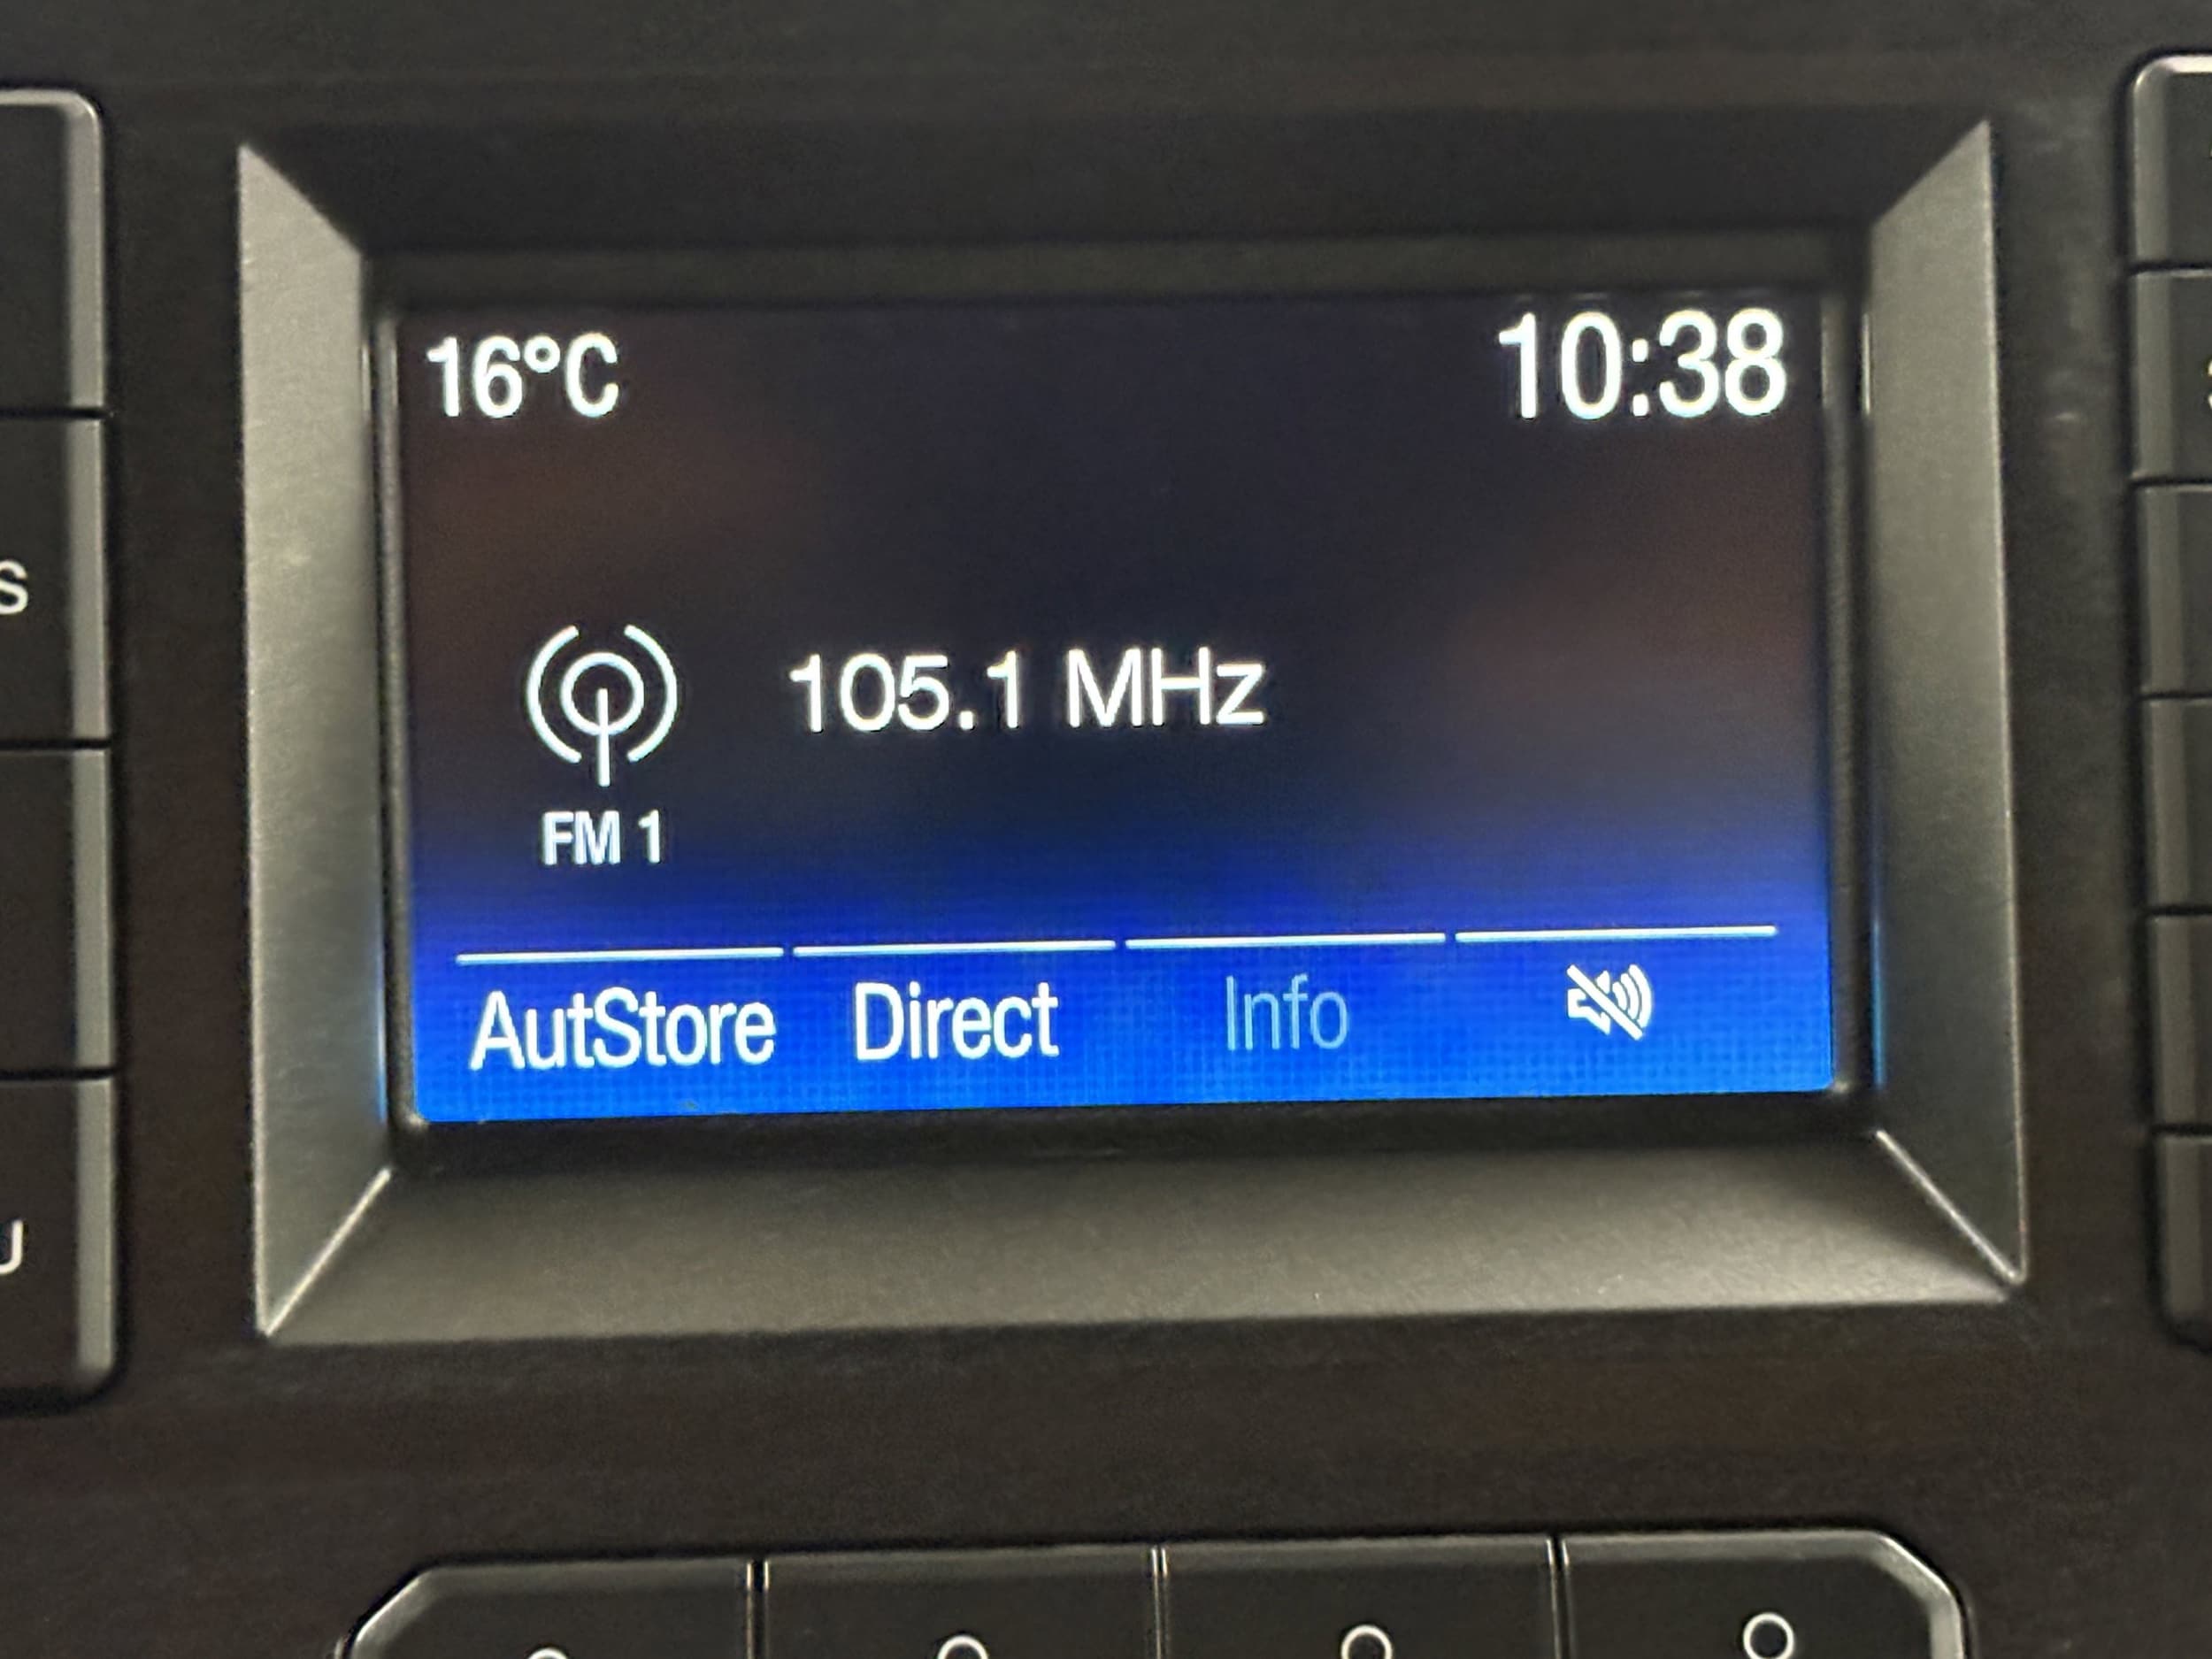 16°C 10:38
105.1 MHz
FM 1
AutStore Direct Info
S
U